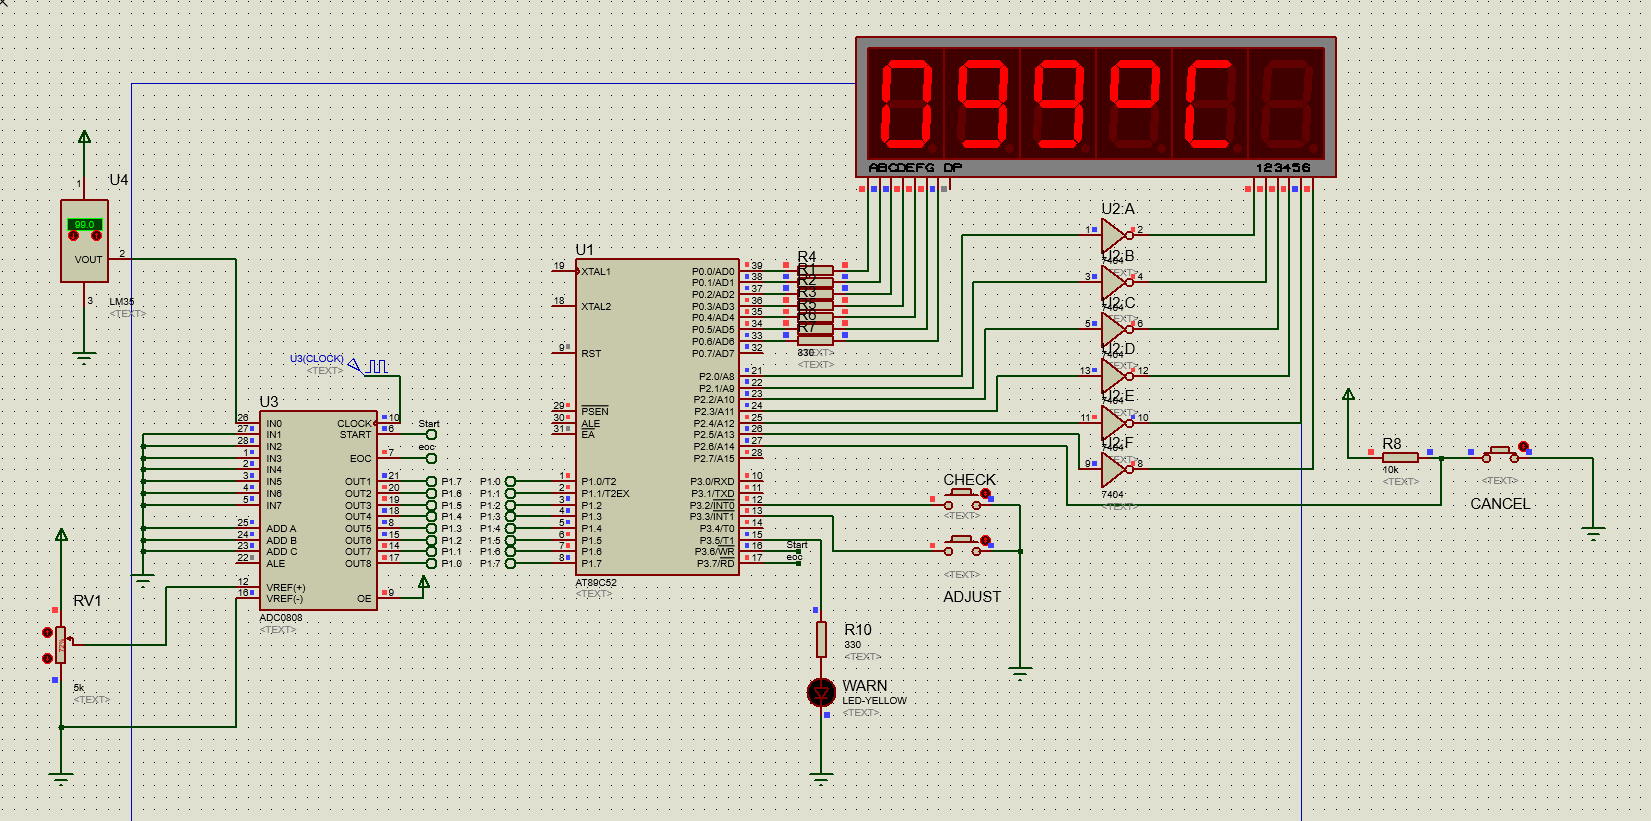 099°C
ABCDEFG DP
123456
U4
1
99.0
VOUT
2
3
LM35
<TEXT>
U3(CLOCK)
<TEXT>
U3
26 IN0
27 IN1
28 IN2
1 IN3
2 IN4
3 IN5
4 IN6
5 IN7
25 ADD A
24 ADD B
23 ADD C
22 ALE
12 VREF(+)
16 VREF(-)
CLOCK 10
START 6
EOC 7
OUT1 21
OUT2 20
OUT3 19
OUT4 18
OUT5 8
OUT6 15
OUT7 14
OUT8 17
OE 9
ADC0808
<TEXT>
Start
eoc
P1.7
P1.6
P1.5
P1.4
P1.3
P1.2
P1.1
P1.0
P1.0
P1.1
P1.2
P1.3
P1.4
P1.5
P1.6
P1.7
RV1
72%
5k
<TEXT>
U1
19 XTAL1
18 XTAL2
9 RST
29 PSEN
30 ALE
31 EA
1 P1.0/T2
2 P1.1/T2EX
3 P1.2
4 P1.3
5 P1.4
6 P1.5
7 P1.6
8 P1.7
P0.0/AD0 39
P0.1/AD1 38
P0.2/AD2 37
P0.3/AD3 36
P0.4/AD4 35
P0.5/AD5 34
P0.6/AD6 33
P0.7/AD7 32
P2.0/A8 21
P2.1/A9 22
P2.2/A10 23
P2.3/A11 24
P2.4/A12 25
P2.5/A13 26
P2.6/A14 27
P2.7/A15 28
P3.0/RXD 10
P3.1/TXD 11
P3.2/INT0 12
P3.3/INT1 13
P3.4/T0 14
P3.5/T1 15
P3.6/WR 16
P3.7/RD 17
AT89C52
<TEXT>
Start
eoc
R4
R1
R2
R3
R5
R6
R7
330
<TEXT>
<TEXT>
U2:A
1 2
7404
<TEXT>
U2:B
3 4
7404
<TEXT>
U2:C
5 6
7404
<TEXT>
U2:D
13 12
7404
<TEXT>
U2:E
11 10
7404
<TEXT>
U2:F
9 8
7404
<TEXT>
CHECK
<TEXT>
<TEXT>
ADJUST
R8
10k
<TEXT>
<TEXT>
CANCEL
R10
330
<TEXT>
WARN
LED-YELLOW
<TEXT>